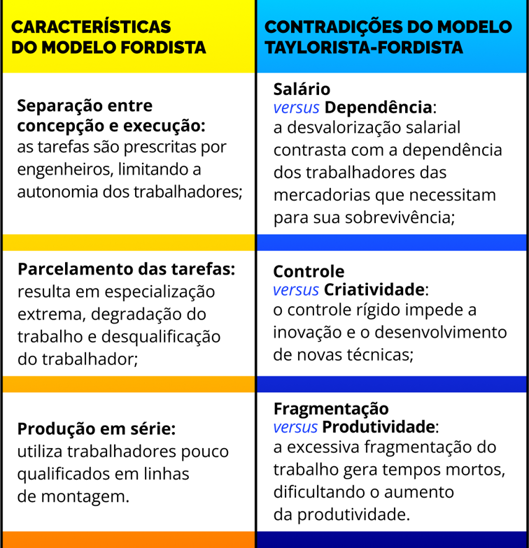 CARACTERÍSTICAS
DO MODELO FORDISTA
CONTRADIÇÕES DO MODELO
TAYLORISTA-FORDISTA
Separação entre
concepção e execução:
as tarefas são prescritas por
engenheiros, limitando a
autonomia dos trabalhadores;
Salário
versus Dependência:
a desvalorização salarial
contrasta com a dependência
dos trabalhadores das
mercadorias que necessitam
para sua sobrevivência;
Parcelamento das tarefas:
resulta em especialização
extrema, degradação do
trabalho e desqualificação
do trabalhador;
Controle
versus Criatividade:
o controle rígido impede a
inovação e o desenvolvimento
de novas técnicas;
Produção em série:
utiliza trabalhadores pouco
qualificados em linhas
de montagem.
Fragmentação
versus Produtividade:
a excessiva fragmentação do
trabalho gera tempos mortos,
dificultando o aumento
da produtividade.